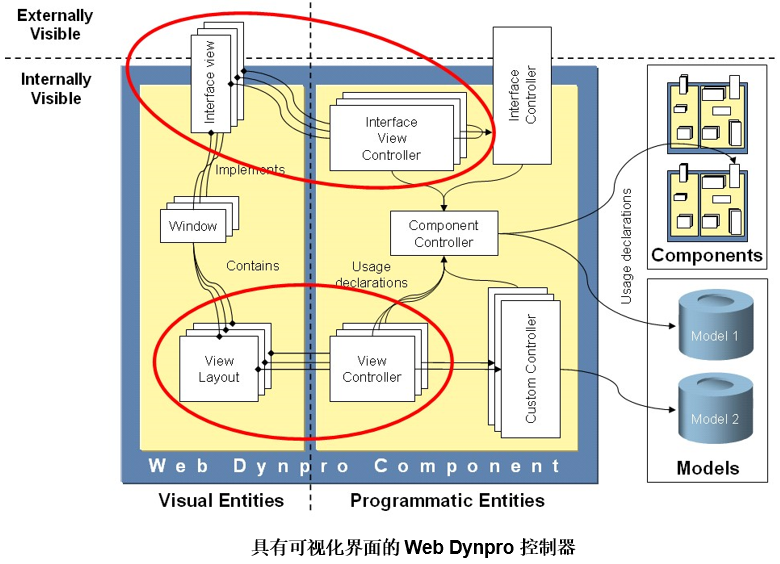 Externally
Visible
Internally
Visible
Interface view
Interface
View
Controller
Interface
Controller
Implements
Window
Component
Controller
Contains
Usage
declarations
Usage declarations
View
Layout
View
Controller
Custom Controller
Components
Model 1
Model 2
Models
Web Dynpro Component
Visual Entities
Programmatic Entities
具有可视化界面的 Web Dynpro 控制器